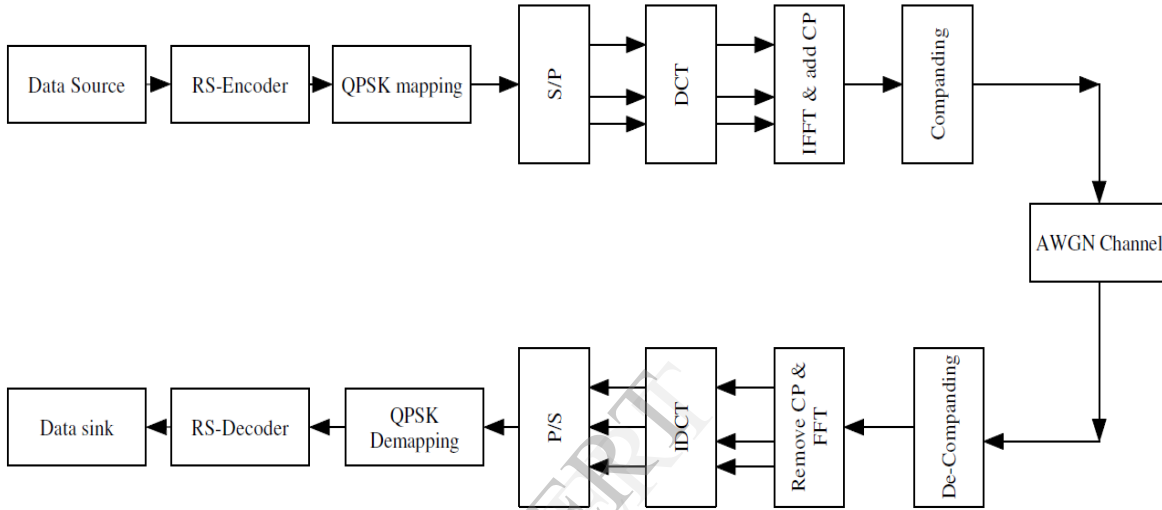 Data Source
RS-Encoder
QPSK mapping
S/P
DCT
IFFT & add CP
Companding
AWGN Channel
De-Companding
Remove CP &
FFT
IDCT
P/S
QPSK
Demapping
RS-Decoder
Data sink